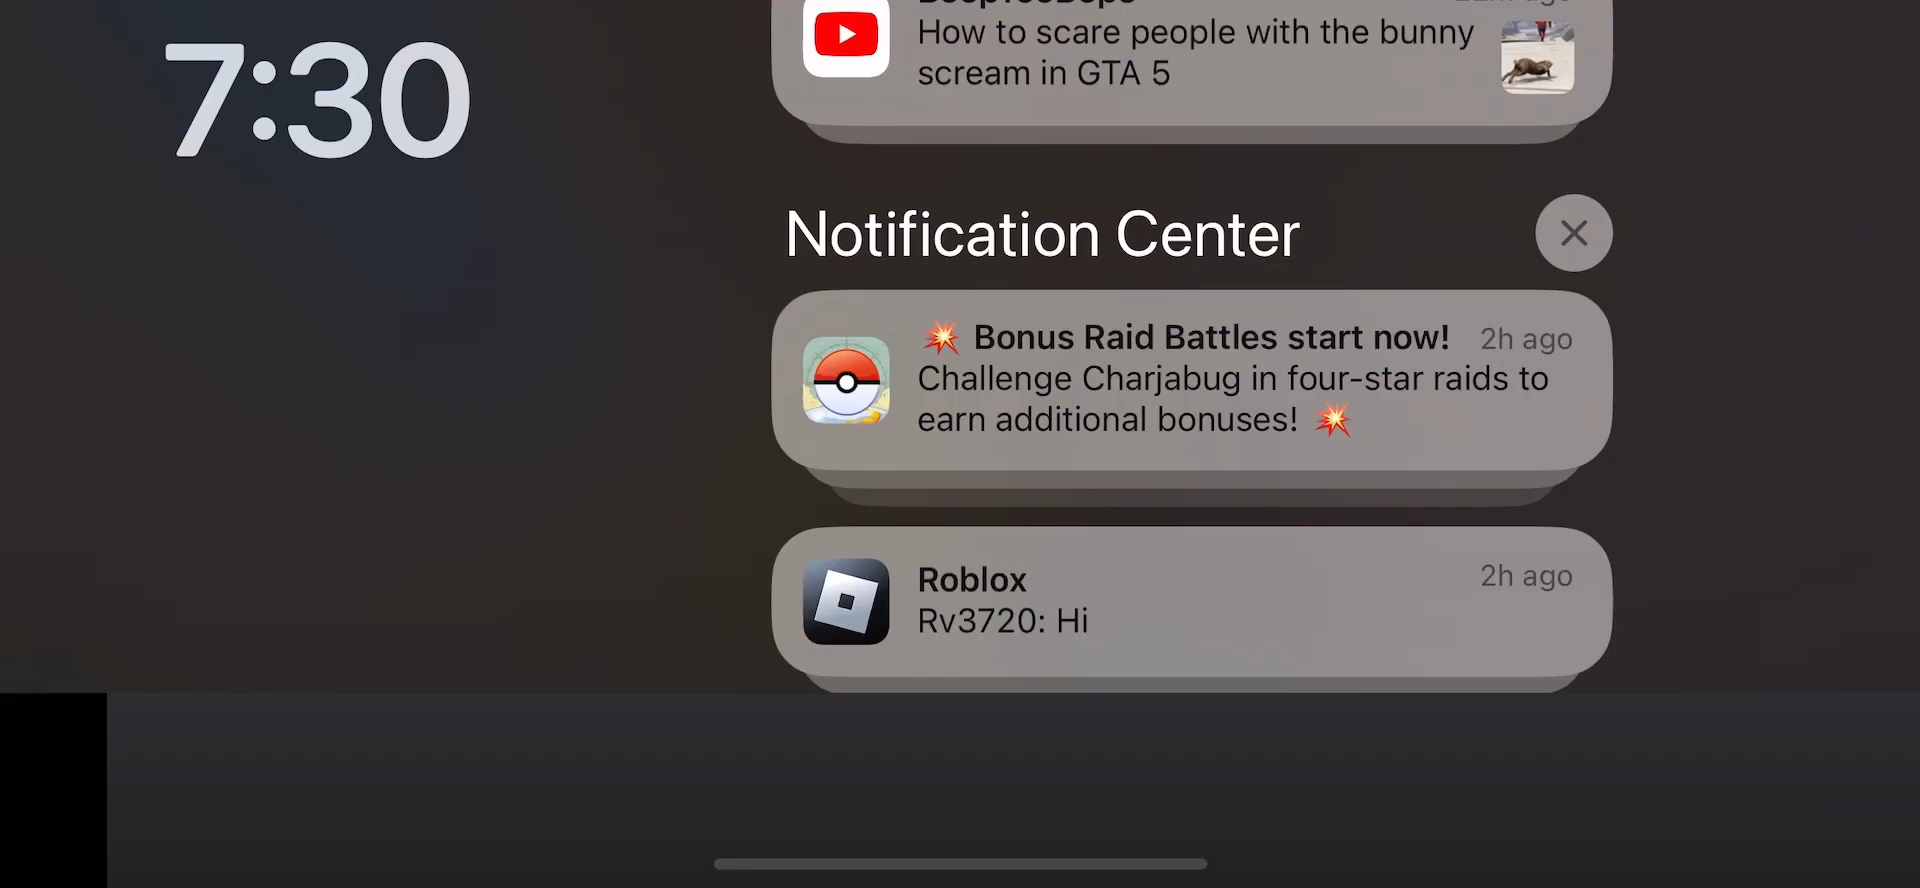 7:30
How to scare people with the bunny
scream in GTA 5
Notification Center
💥 Bonus Raid Battles start now! 2h ago
Challenge Charjabug in four-star raids to
earn additional bonuses! 💥
Roblox 2h ago
Rv3720: Hi